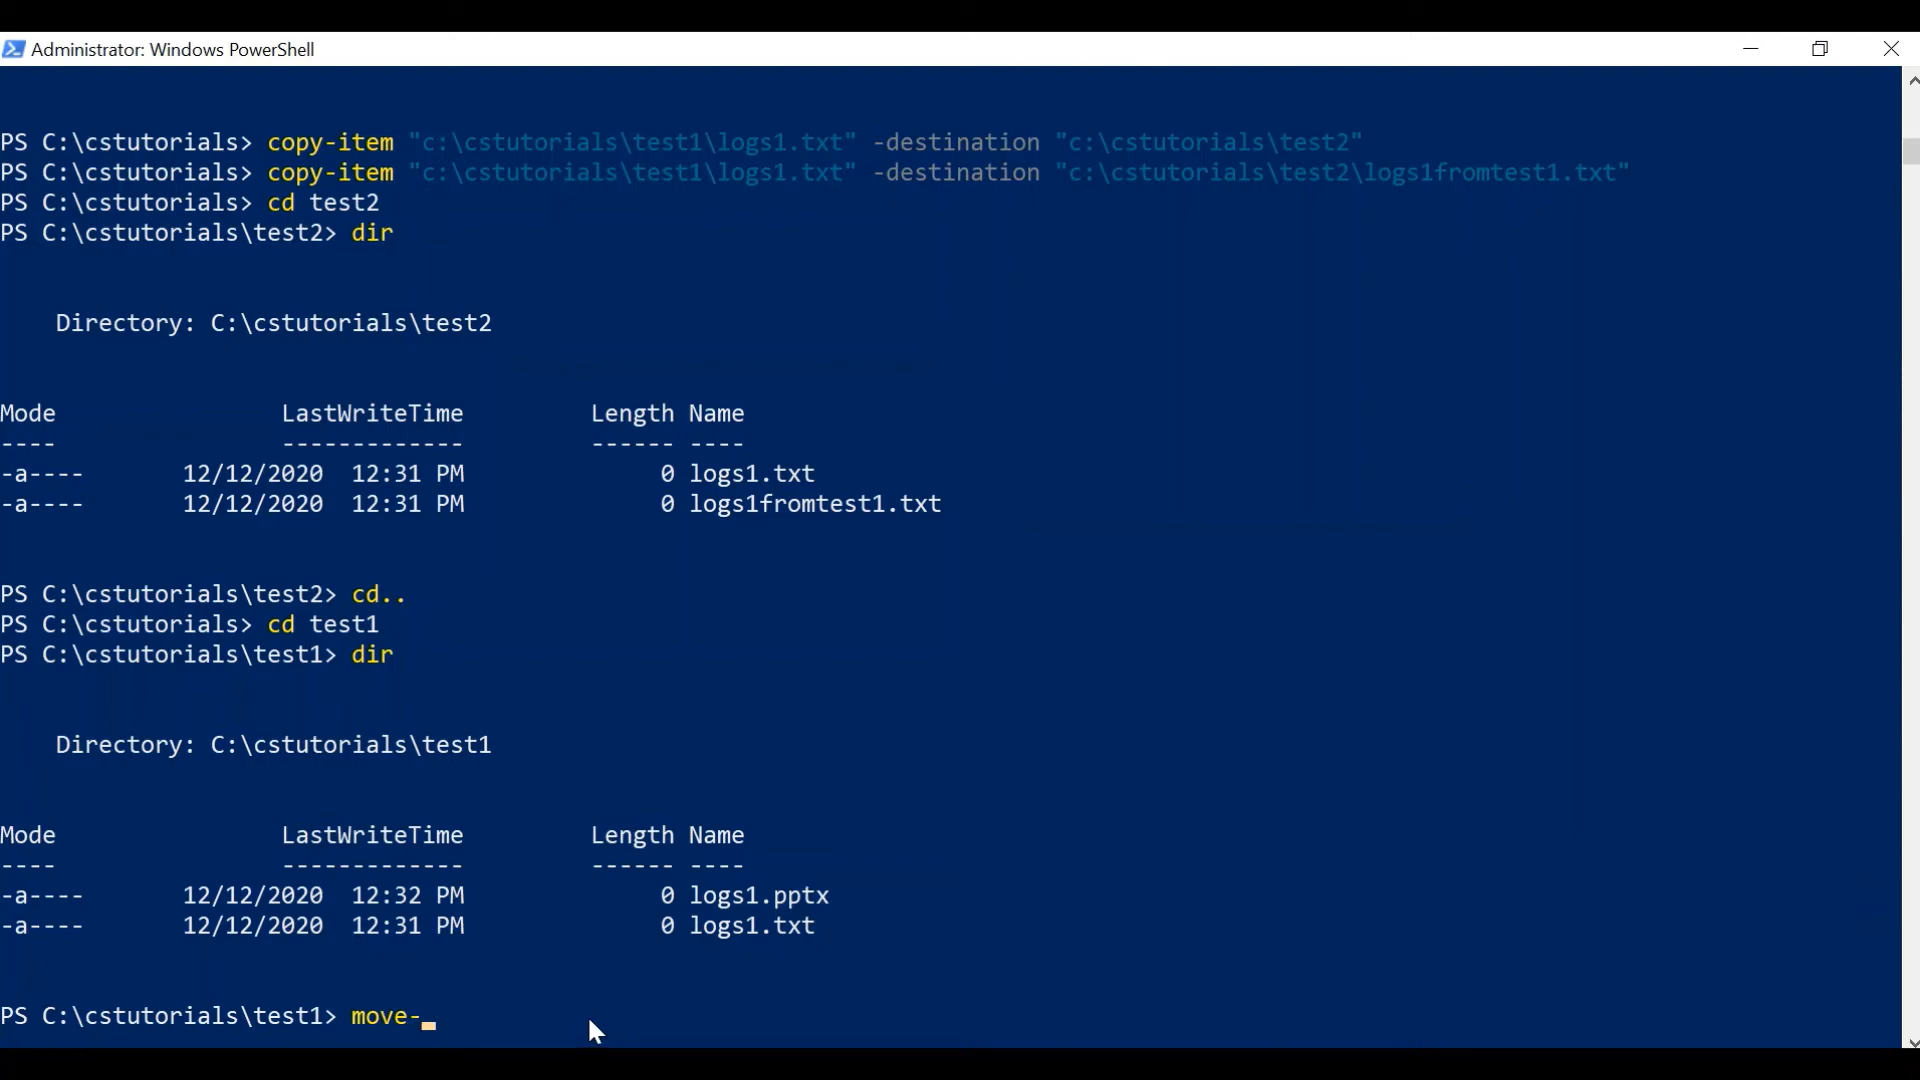 Administrator: Windows PowerShell
PS C:\cstutorials> copy-item "c:\cstutorials\test1\logs1.txt" -destination "c:\cstutorials\test2"
PS C:\cstutorials> copy-item "c:\cstutorials\test1\logs1.txt" -destination "c:\cstutorials\test2\logs1fromtest1.txt"
PS C:\cstutorials> cd test2
PS C:\cstutorials\test2> dir
Directory: C:\cstutorials\test2
Mode LastWriteTime Length Name
---- ------------- ------ ----
-a---- 12/12/2020 12:31 PM 0 logs1.txt
-a---- 12/12/2020 12:31 PM 0 logs1fromtest1.txt
PS C:\cstutorials\test2> cd..
PS C:\cstutorials> cd test1
PS C:\cstutorials\test1> dir
Directory: C:\cstutorials\test1
Mode LastWriteTime Length Name
---- ------------- ------ ----
-a---- 12/12/2020 12:32 PM 0 logs1.pptx
-a---- 12/12/2020 12:31 PM 0 logs1.txt
PS C:\cstutorials\test1> move-